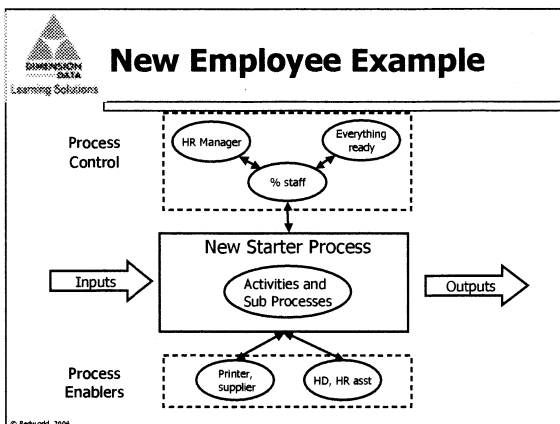 DIMENSION
DATA
Learning Solutions
New Employee Example
Process
Control
HR Manager
Everything
ready
% staff
New Starter Process
Inputs
Activities and
Sub Processes
Outputs
Process
Enablers
Printer,
supplier
HD, HR asst